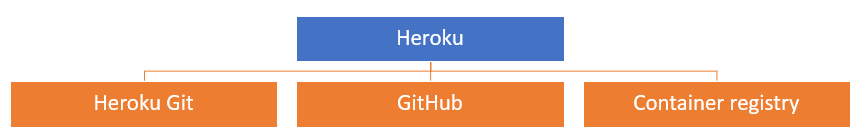 Heroku
Heroku Git
GitHub
Container registry